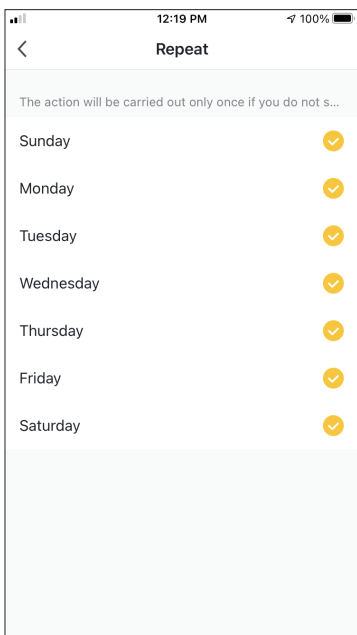 12:19 PM 100%
Repeat
The action will be carried out only once if you do not s...
Sunday
Monday
Tuesday
Wednesday
Thursday
Friday
Saturday